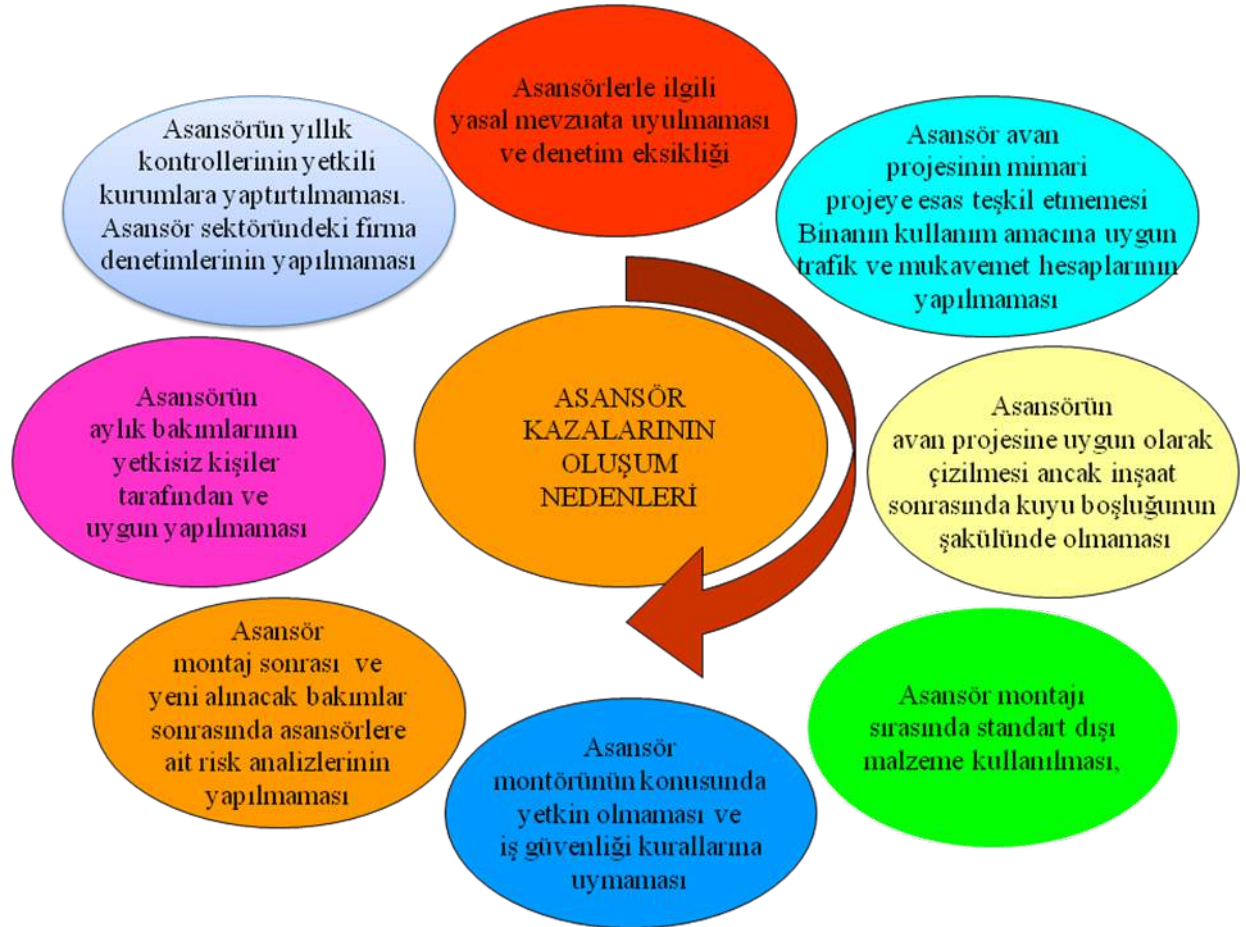 Asansörlerle ilgili
yasal mevzuata uyulmaması
ve denetim eksikliği
Asansör avan
projesinin mimari
projeye esas teşkil etmemesi
Binanın kullanım amacına uygun
trafik ve mukavemet hesaplarının
yapılmaması
Asansörün
avan projesine uygun olarak
çizilmesi ancak inşaat
sonrasında kuyu boşluğunun
şakülünde olmaması
Asansör montajı
sırasında standart dışı
malzeme kullanılması,
Asansör
montörünün konusunda
yetkin olmaması ve
iş güvenliği kurallarına
uymaması
Asansör
montaj sonrası ve
yeni alınacak bakımlar
sonrasında asansörlere
ait risk analizlerinin
yapılmaması
Asansörün
aylık bakımlarının
yetkisiz kişiler
tarafından ve
uygun yapılmaması
Asansörün yıllık
kontrollerinin yetkili
kurumlara yaptırtılmaması.
Asansör sektöründeki firma
denetimlerinin yapılmaması
ASANSÖR
KAZALARININ
OLUŞUM
NEDENLERİ